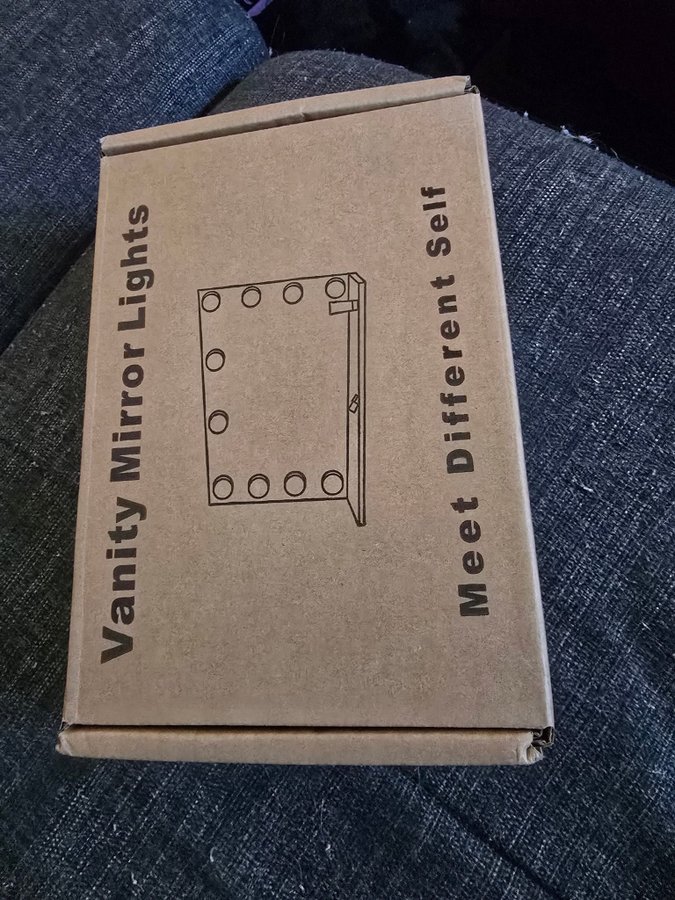 Vanity Mirror Lights
Meet Different Self